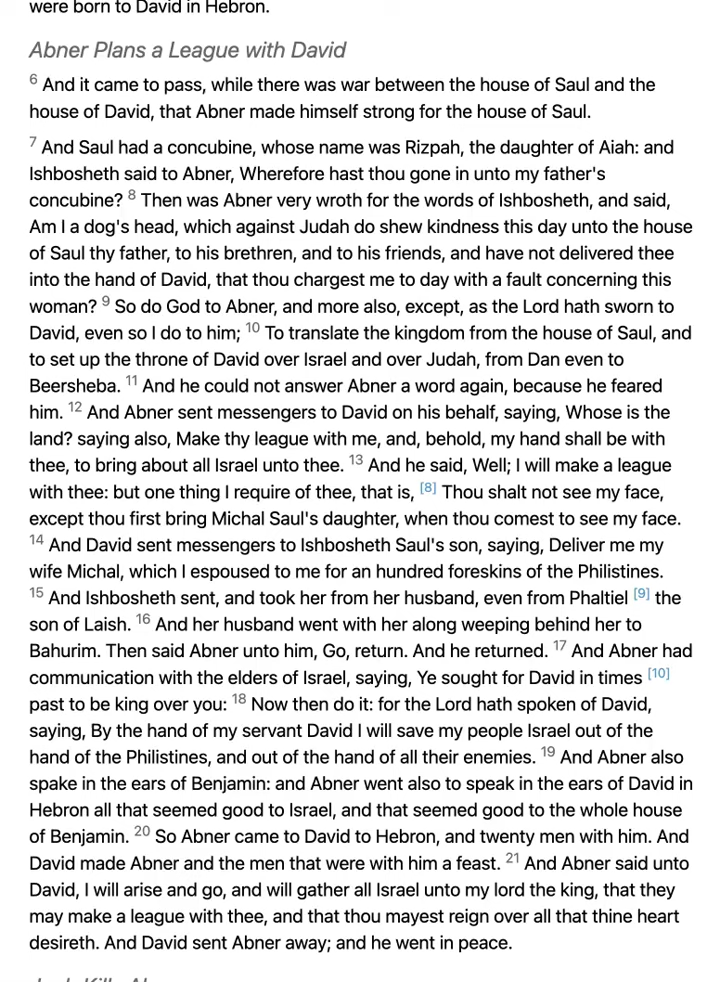 were born to David in Hebron.
Abner Plans a League with David
6 And it came to pass, while there was war between the house of Saul and the
house of David, that Abner made himself strong for the house of Saul.
7 And Saul had a concubine, whose name was Rizpah, the daughter of Aiah: and
Ishbosheth said to Abner, Wherefore hast thou gone in unto my father's
concubine? 8 Then was Abner very wroth for the words of Ishbosheth, and said,
Am I a dog's head, which against Judah do shew kindness this day unto the house
of Saul thy father, to his brethren, and to his friends, and have not delivered thee
into the hand of David, that thou chargest me to day with a fault concerning this
woman? 9 So do God to Abner, and more also, except, as the Lord hath sworn to
David, even so I do to him; 10 To translate the kingdom from the house of Saul, and
to set up the throne of David over Israel and over Judah, from Dan even to
Beersheba. 11 And he could not answer Abner a word again, because he feared
him. 12 And Abner sent messengers to David on his behalf, saying, Whose is the
land? saying also, Make thy league with me, and, behold, my hand shall be with
thee, to bring about all Israel unto thee. 13 And he said, Well; I will make a league
with thee: but one thing I require of thee, that is, [8] Thou shalt not see my face,
except thou first bring Michal Saul's daughter, when thou comest to see my face.
14 And David sent messengers to Ishbosheth Saul's son, saying, Deliver me my
wife Michal, which I espoused to me for an hundred foreskins of the Philistines.
15 And Ishbosheth sent, and took her from her husband, even from Phaltiel [9] the
son of Laish. 16 And her husband went with her along weeping behind her to
Bahurim. Then said Abner unto him, Go, return. And he returned. 17 And Abner had
communication with the elders of Israel, saying, Ye sought for David in times [10]
past to be king over you: 18 Now then do it: for the Lord hath spoken of David,
saying, By the hand of my servant David I will save my people Israel out of the
hand of the Philistines, and out of the hand of all their enemies. 19 And Abner also
spake in the ears of Benjamin: and Abner went also to speak in the ears of David in
Hebron all that seemed good to Israel, and that seemed good to the whole house
of Benjamin. 20 So Abner came to David to Hebron, and twenty men with him. And
David made Abner and the men that were with him a feast. 21 And Abner said unto
David, I will arise and go, and will gather all Israel unto my lord the king, that they
may make a league with thee, and that thou mayest reign over all that thine heart
desireth. And David sent Abner away; and he went in peace.